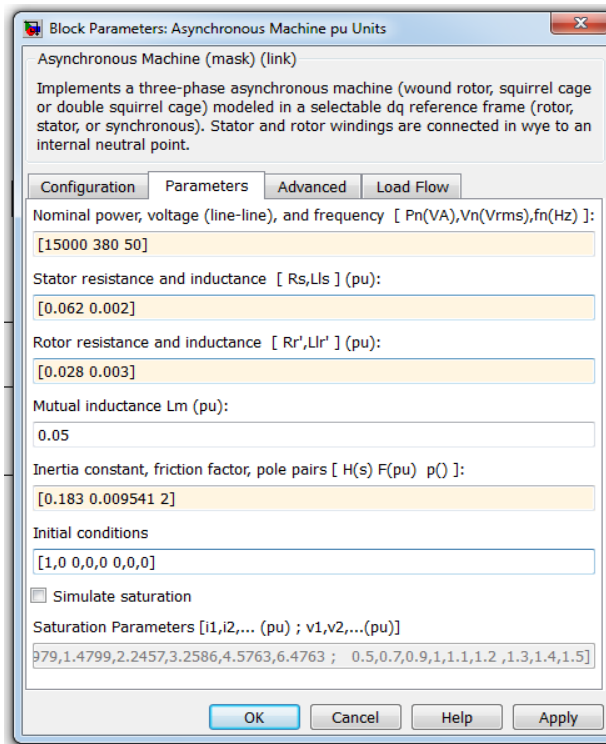 Block Parameters: Asynchronous Machine pu Units
Asynchronous Machine (mask) (link)
Implements a three-phase asynchronous machine (wound rotor, squirrel cage
or double squirrel cage) modeled in a selectable dq reference frame (rotor,
stator, or synchronous). Stator and rotor windings are connected in wye to an
internal neutral point.
Configuration Parameters Advanced Load Flow
Nominal power, voltage (line-line), and frequency [ Pn(VA),Vn(Vrms),fn(Hz) ]:
[15000 380 50]
Stator resistance and inductance [ Rs,Lls ] (pu):
[0.062 0.002]
Rotor resistance and inductance [ Rr',Llr' ] (pu):
[0.028 0.003]
Mutual inductance Lm (pu):
0.05
Inertia constant, friction factor, pole pairs [ H(s) F(pu) p() ]:
[0.183 0.009541 2]
Initial conditions
[1,0 0,0,0 0,0,0]
Simulate saturation
Saturation Parameters [i1,i2,... (pu) ; v1,v2,...(pu)]
979,1.4799,2.2457,3.2586,4.5763,6.4763 ; 0.5,0.7,0.9,1,1.1,1.2 ,1.3,1.4,1.5]
OK Cancel Help Apply